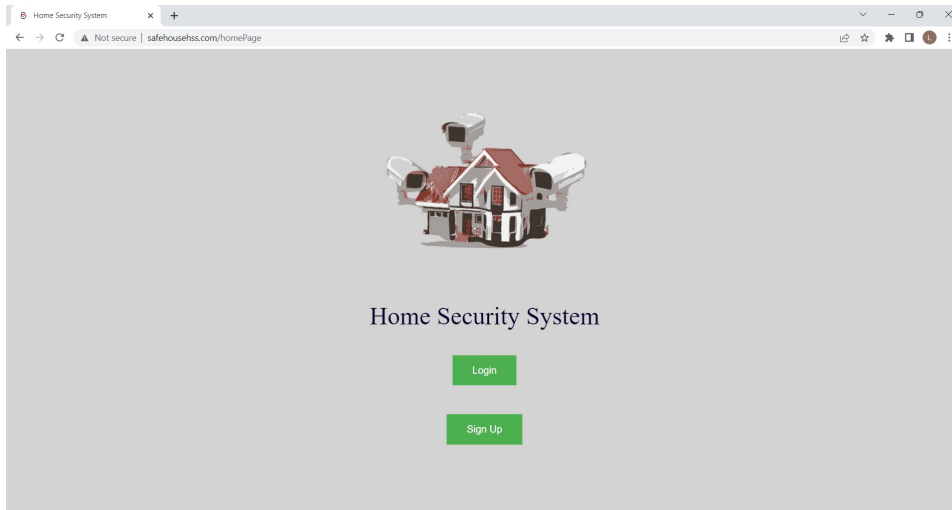 Home Security System
Not secure | safehousehss.com/homePage
L
Home Security System
Login
Sign Up